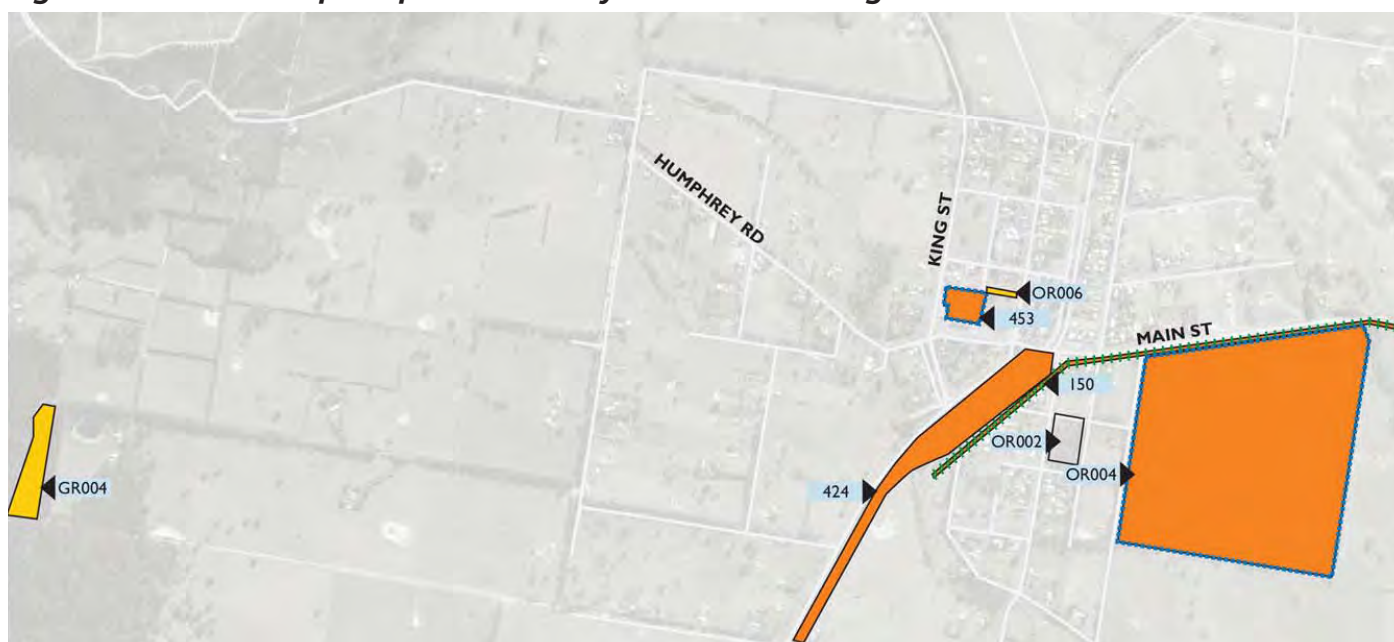 HUMPHREY RD
KING ST
OR006
453
MAIN ST
150
OR002
OR004
GR004
424